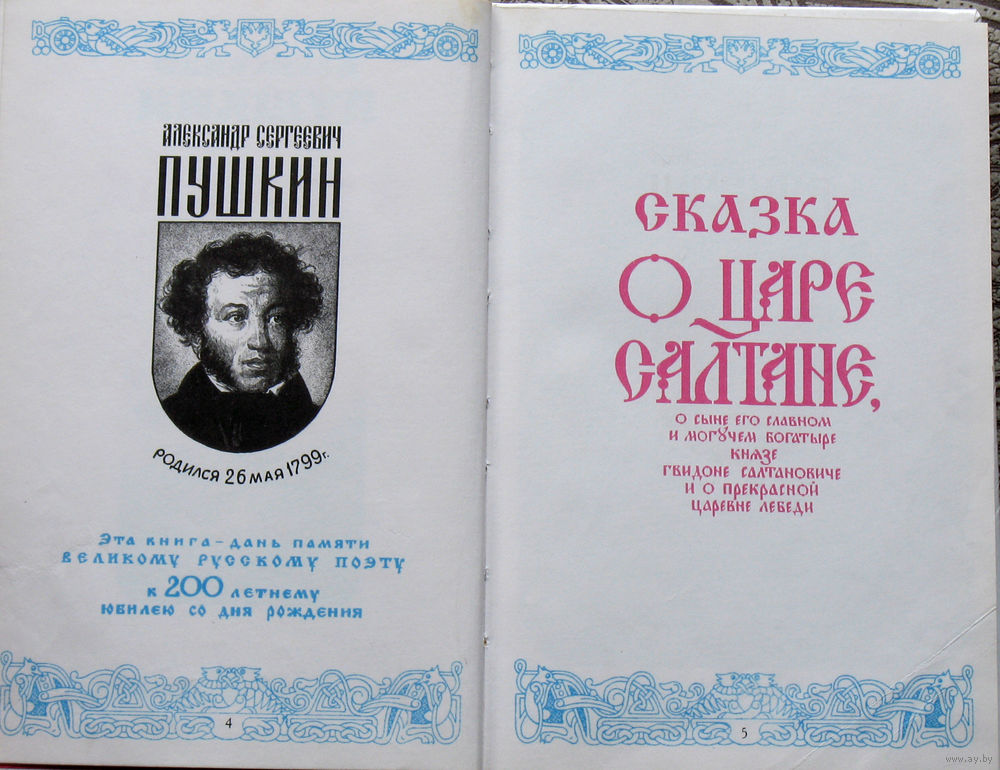 АЛЕКСАНДР СЕРГЕЕВИЧ
ПУШКИН
РОДИЛСЯ 26 МАЯ 1799г.
Эта книга – дань памяти
великому русскому поэту
к 200 летнему
юбилею со дня рождения
4
СКАЗКА
О ЦАРЕ
САЛТАНЕ,
о сыне его славном
и могучем богатыре
князе
Гвидоне Салтановиче
и о прекрасной
царевне Лебеди
5
www.ay.by